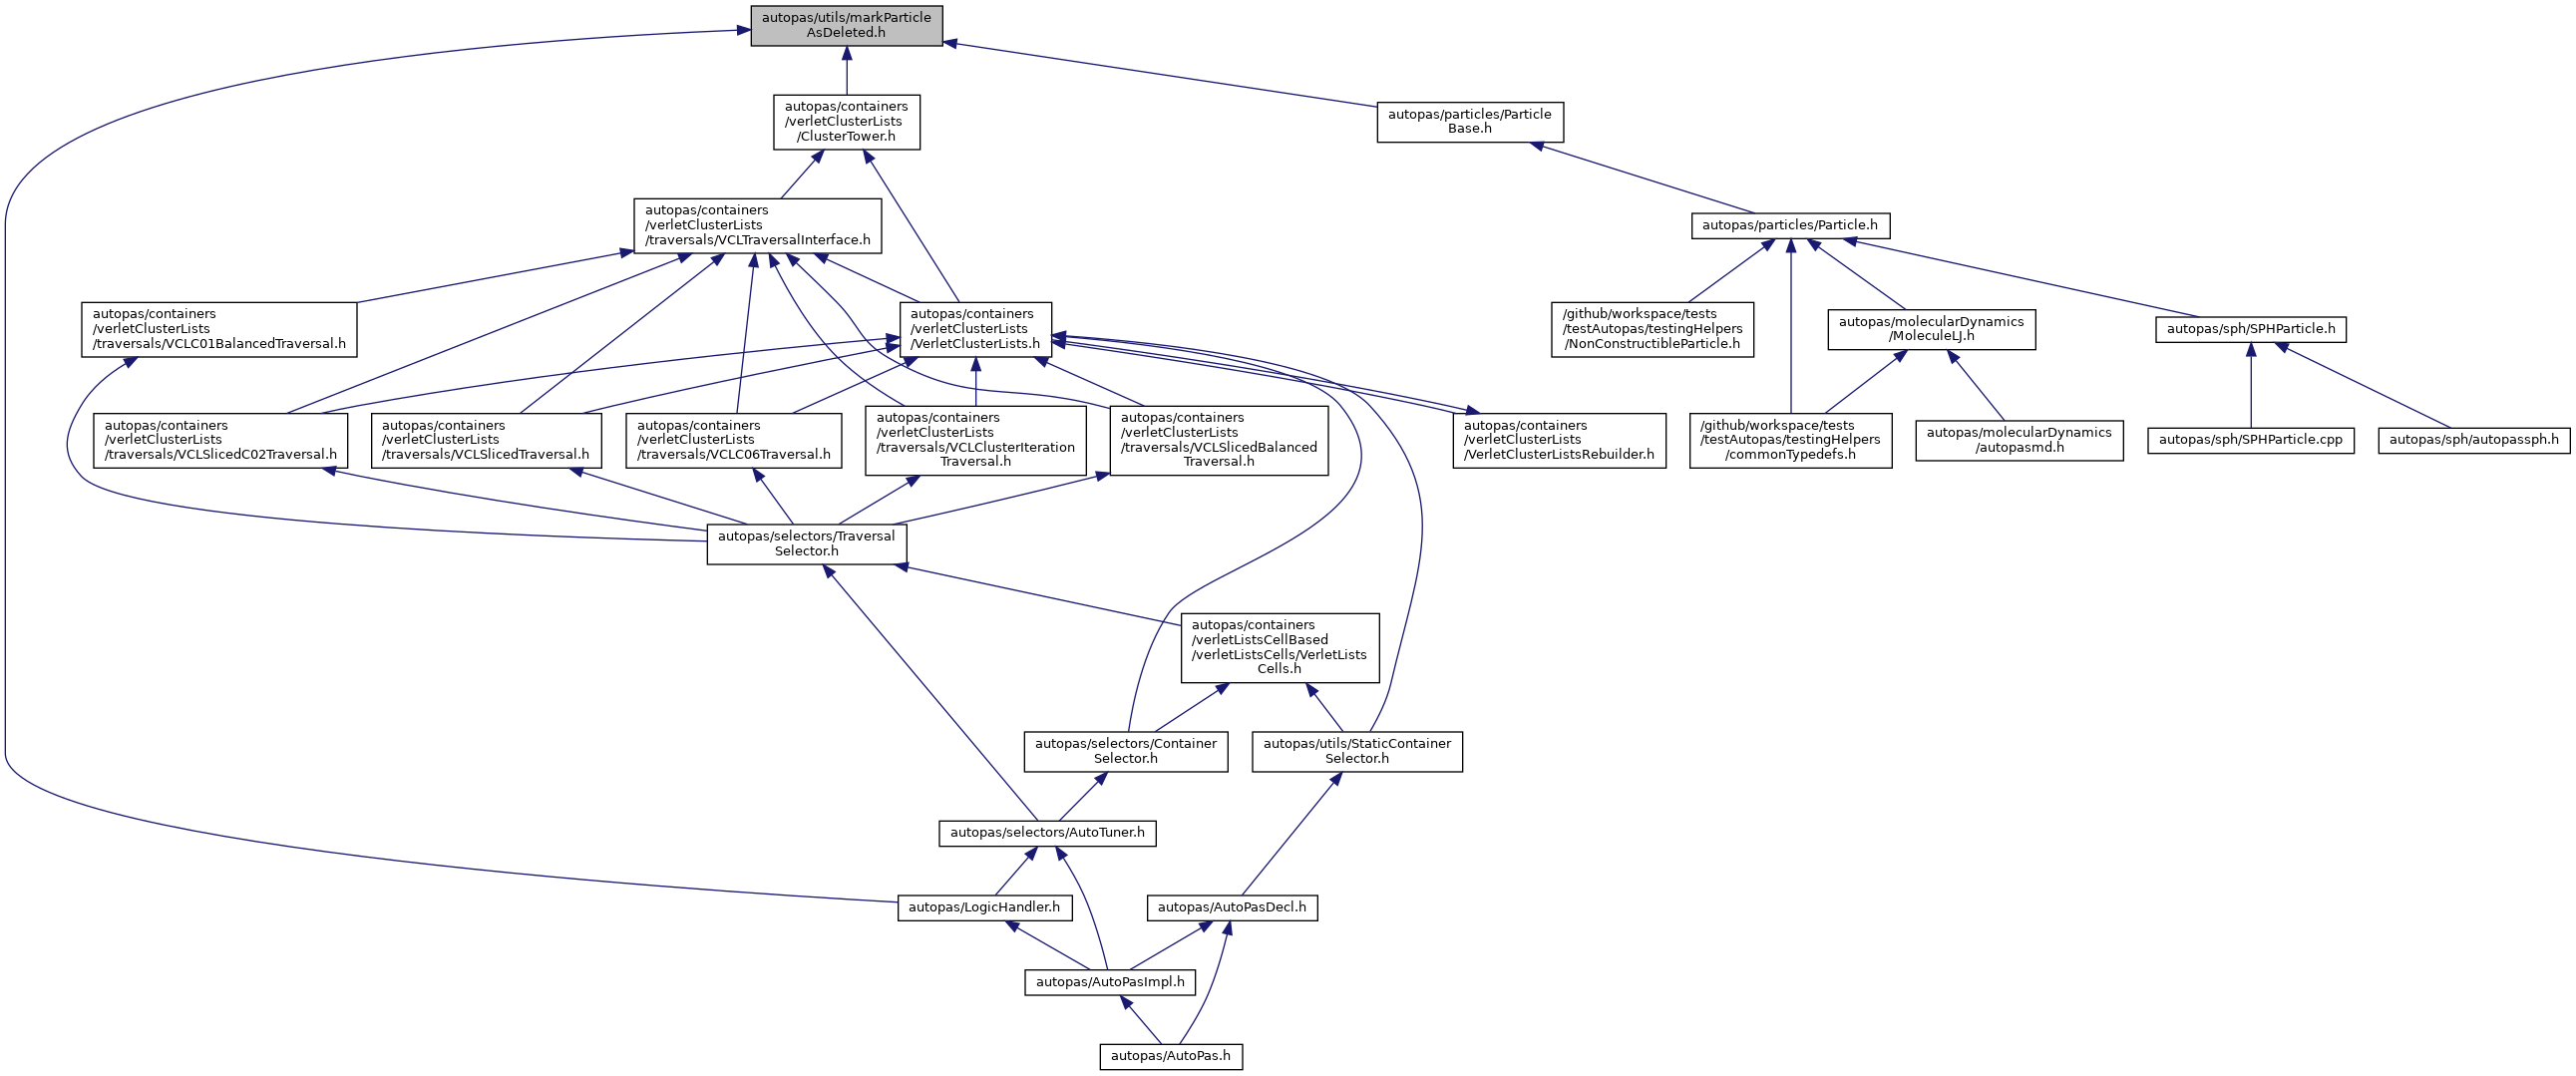 autopas/utils/markParticle
AsDeleted.h
autopas/containers
/verletClusterLists
/ClusterTower.h
autopas/particles/Particle
Base.h
autopas/containers
/verletClusterLists
/traversals/VCLTraversalInterface.h
autopas/particles/Particle.h
autopas/containers
/verletClusterLists
/traversals/VCLC01BalancedTraversal.h
autopas/containers
/verletClusterLists
/VerletClusterLists.h
/github/workspace/tests
/testAutopas/testingHelpers
/NonConstructibleParticle.h
autopas/molecularDynamics
/MoleculeLJ.h
autopas/sph/SPHParticle.h
autopas/containers
/verletClusterLists
/traversals/VCLSlicedC02Traversal.h
autopas/containers
/verletClusterLists
/traversals/VCLSlicedTraversal.h
autopas/containers
/verletClusterLists
/traversals/VCLC06Traversal.h
autopas/containers
/verletClusterLists
/traversals/VCLClusterIteration
Traversal.h
autopas/containers
/verletClusterLists
/traversals/VCLSlicedBalanced
Traversal.h
autopas/containers
/verletClusterLists
/VerletClusterListsRebuilder.h
/github/workspace/tests
/testAutopas/testingHelpers
/commonTypedefs.h
autopas/molecularDynamics
/autopasmd.h
autopas/sph/SPHParticle.cpp
autopas/sph/autopassph.h
autopas/selectors/Traversal
Selector.h
autopas/containers
/verletListsCellBased
/verletListsCells/VerletLists
Cells.h
autopas/selectors/Container
Selector.h
autopas/utils/StaticContainer
Selector.h
autopas/selectors/AutoTuner.h
autopas/LogicHandler.h
autopas/AutoPasDecl.h
autopas/AutoPasImpl.h
autopas/AutoPas.h